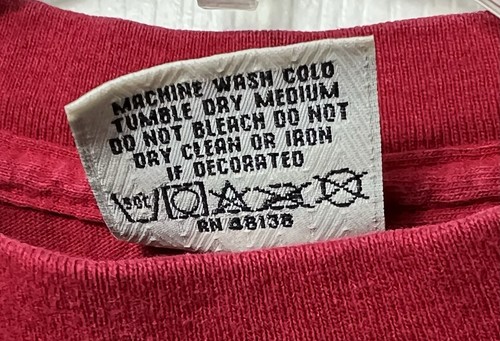 MACHINE WASH COLD
TUMBLE DRY MEDIUM
DO NOT BLEACH DO NOT
DRY CLEAN OR IRON
IF DECORATED
30C
RN 48138